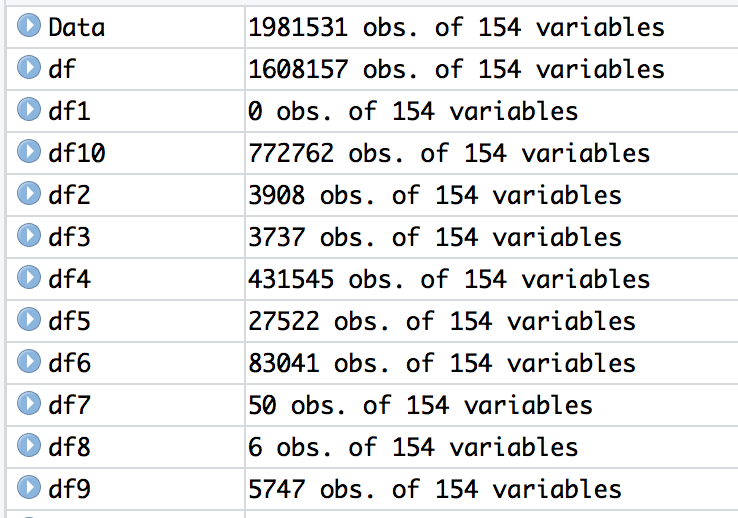 Data 1981531 obs. of 154 variables
df 1608157 obs. of 154 variables
df1 0 obs. of 154 variables
df10 772762 obs. of 154 variables
df2 3908 obs. of 154 variables
df3 3737 obs. of 154 variables
df4 431545 obs. of 154 variables
df5 27522 obs. of 154 variables
df6 83041 obs. of 154 variables
df7 50 obs. of 154 variables
df8 6 obs. of 154 variables
df9 5747 obs. of 154 variables